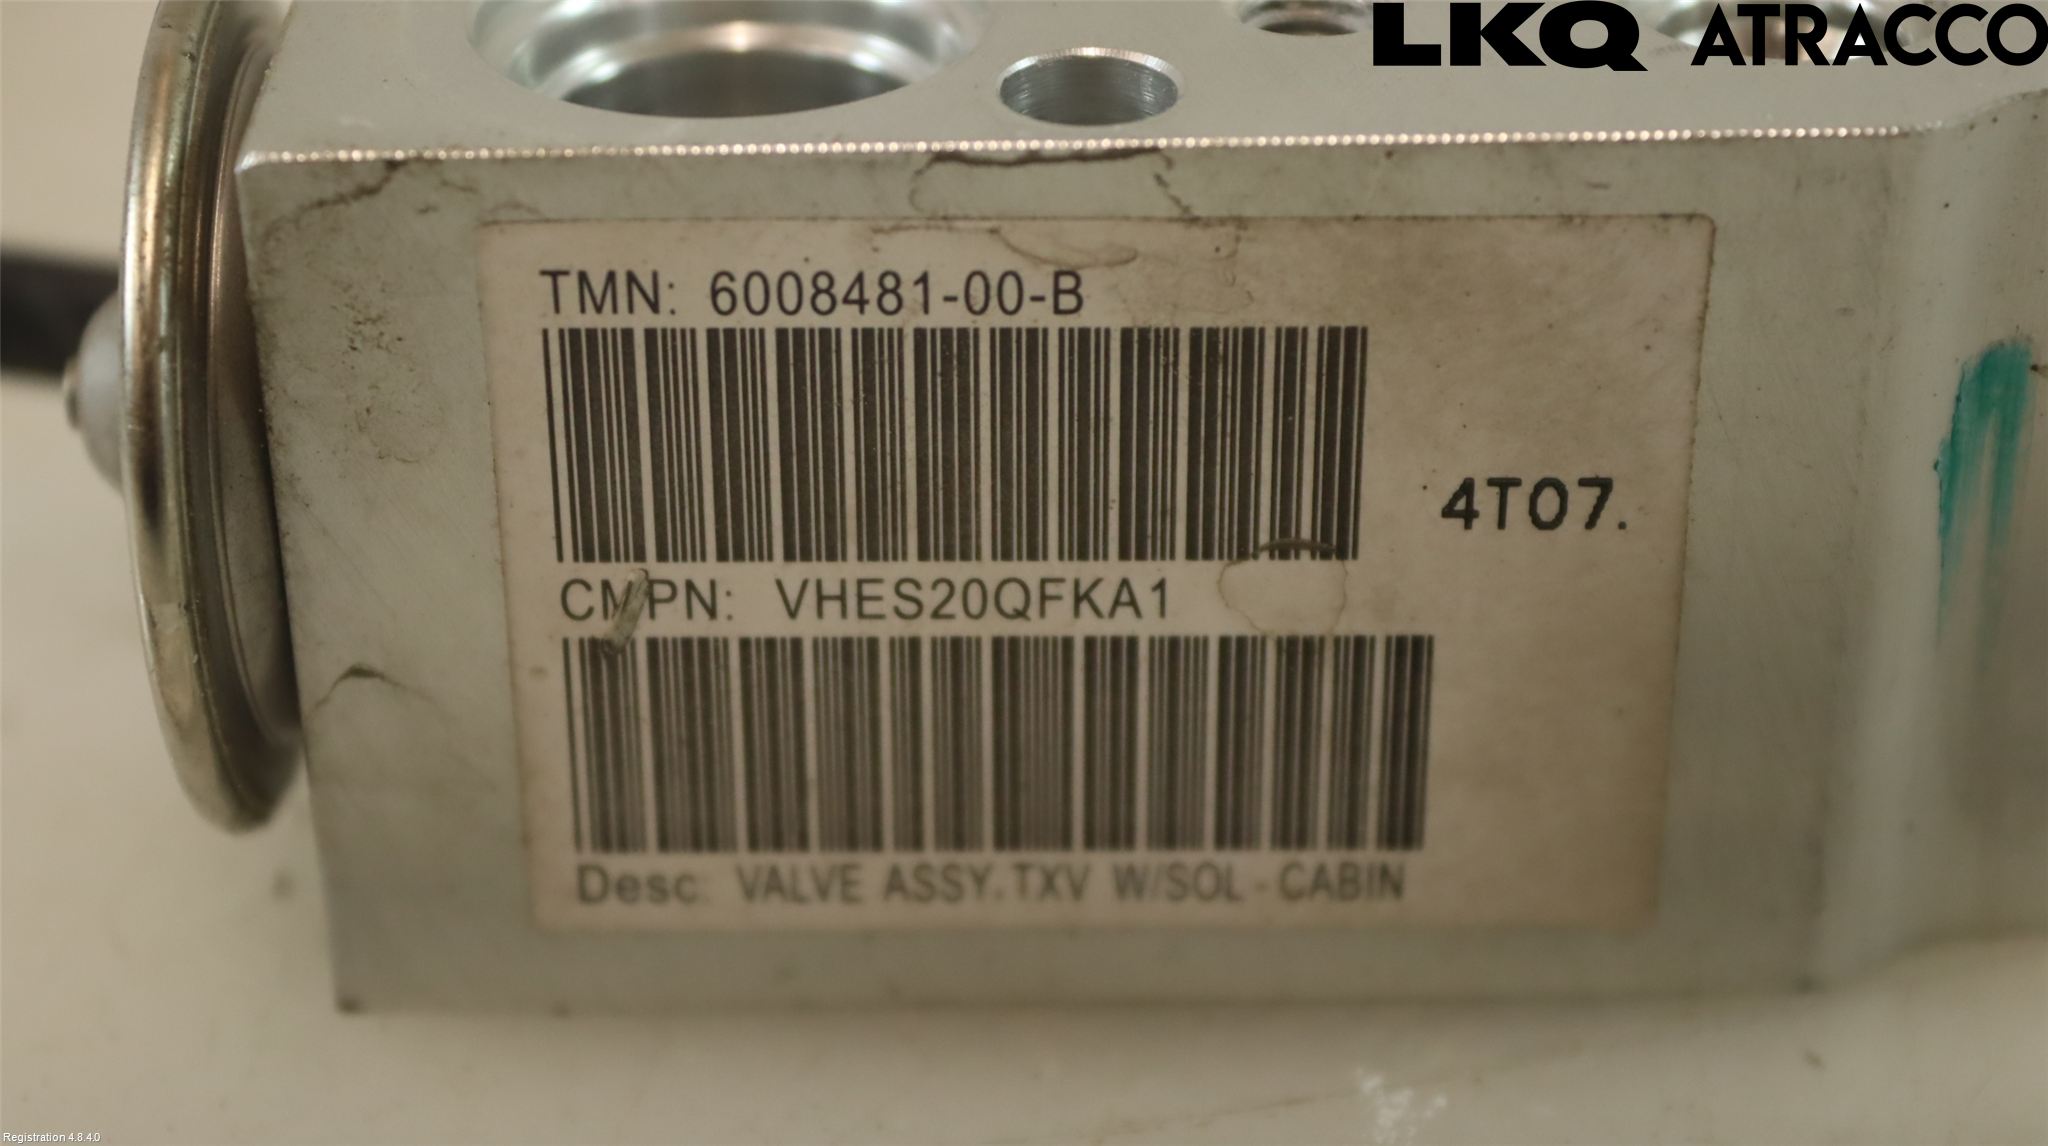 LKQ ATRACCO
TMN: 6008481-00-B
4T07.
CMPN: VHES20QFKA1
Desc: VALVE ASSY.TXV W/SOL - CABIN
Registration 4.8.4.0